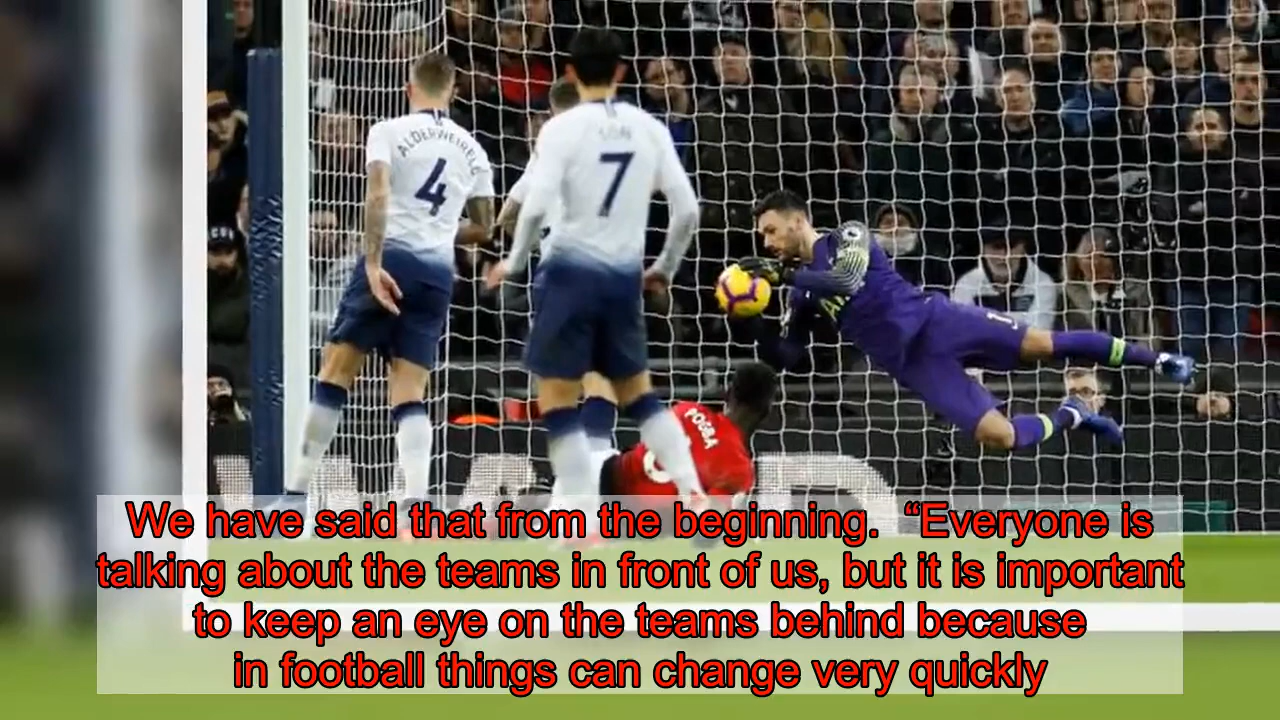 ALDERWEIRELD
4
7
1
POGBA
We have said that from the beginning. “Everyone is
talking about the teams in front of us, but it is important
to keep an eye on the teams behind because
in football things can change very quickly